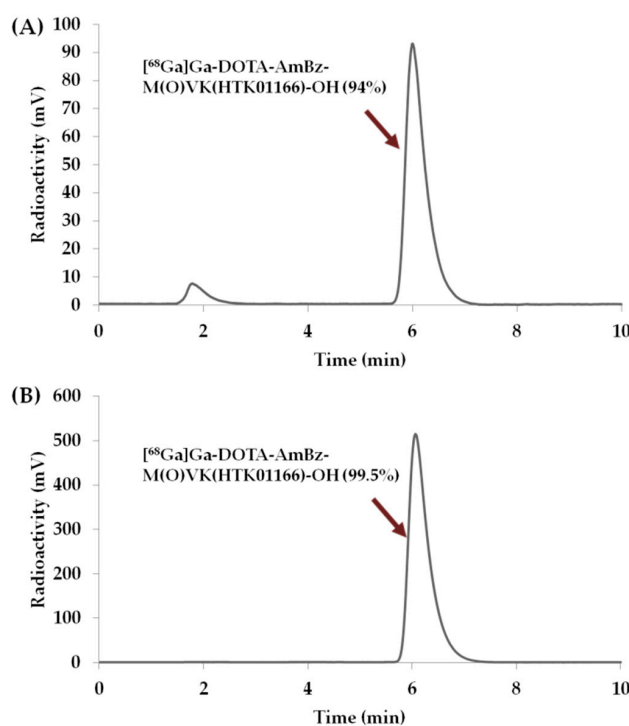 (A)
100
90
80
70
60
50
40
30
20
10
0
Radioactivity (mV)
[⁶⁸Ga]Ga-DOTA-AmBz-
M(O)VK(HTK01166)-OH (94%)
0 2 4 6 8 10
Time (min)
(B)
600
500
400
300
200
100
0
Radioactivity (mV)
[⁶⁸Ga]Ga-DOTA-AmBz-
M(O)VK(HTK01166)-OH (99.5%)
0 2 4 6 8 10
Time (min)